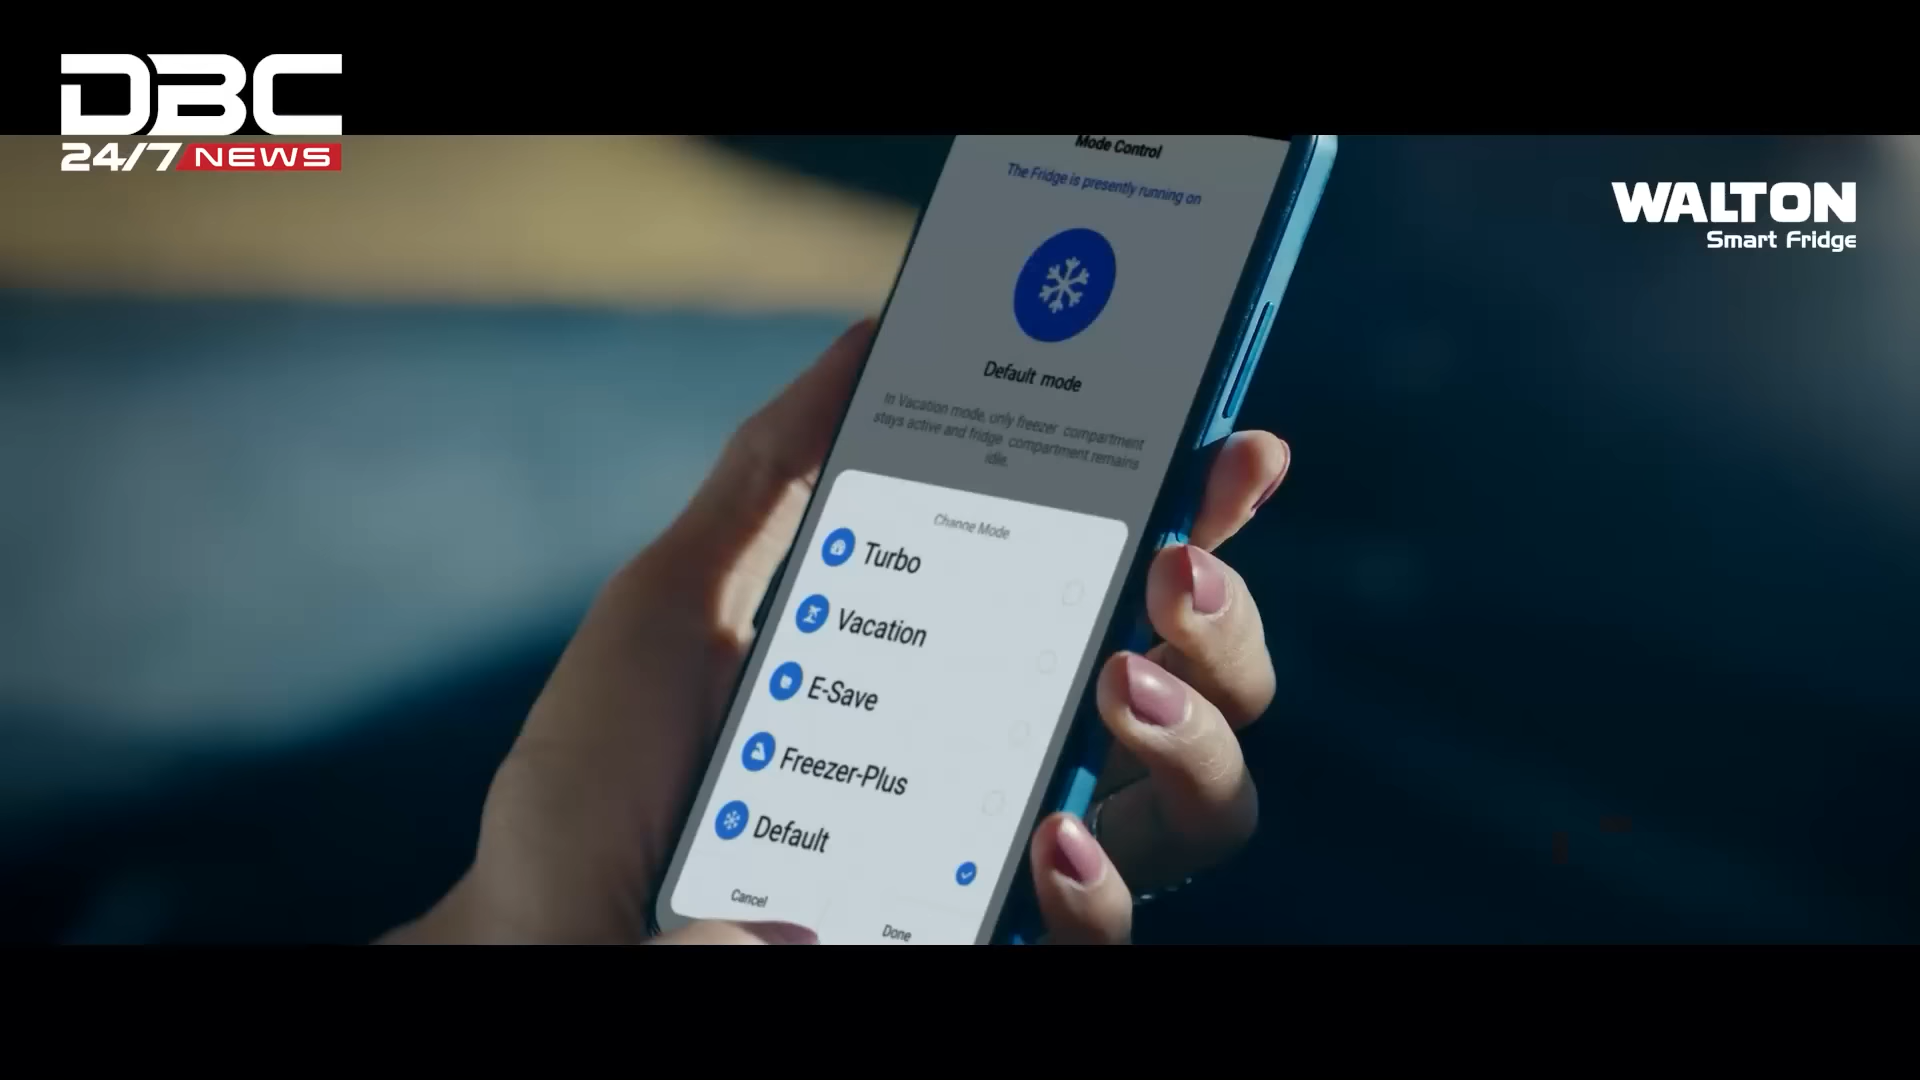 DBC
24/7 NEWS
WALTON
Smart Fridge
Mode Control
The Fridge is presently running on
Default mode
In Vacation mode, only freezer compartment
stays active and fridge compartment remains
idle.
Change Mode
Turbo
Vacation
E-Save
Freezer-Plus
Default
Cancel
Done